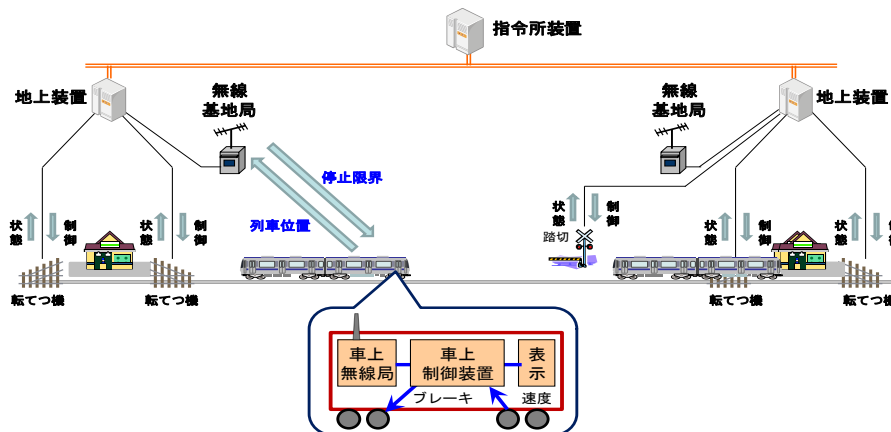 指令所装置
地上装置
無線
基地局
無線
基地局
地上装置
停止限界
列車位置
状態
制御
状態
制御
状態
制御
踏切
状態
制御
状態
転てつ機
転てつ機
転てつ機
転てつ機
車上
無線局
車上
制御装置
表示
ブレーキ
速度